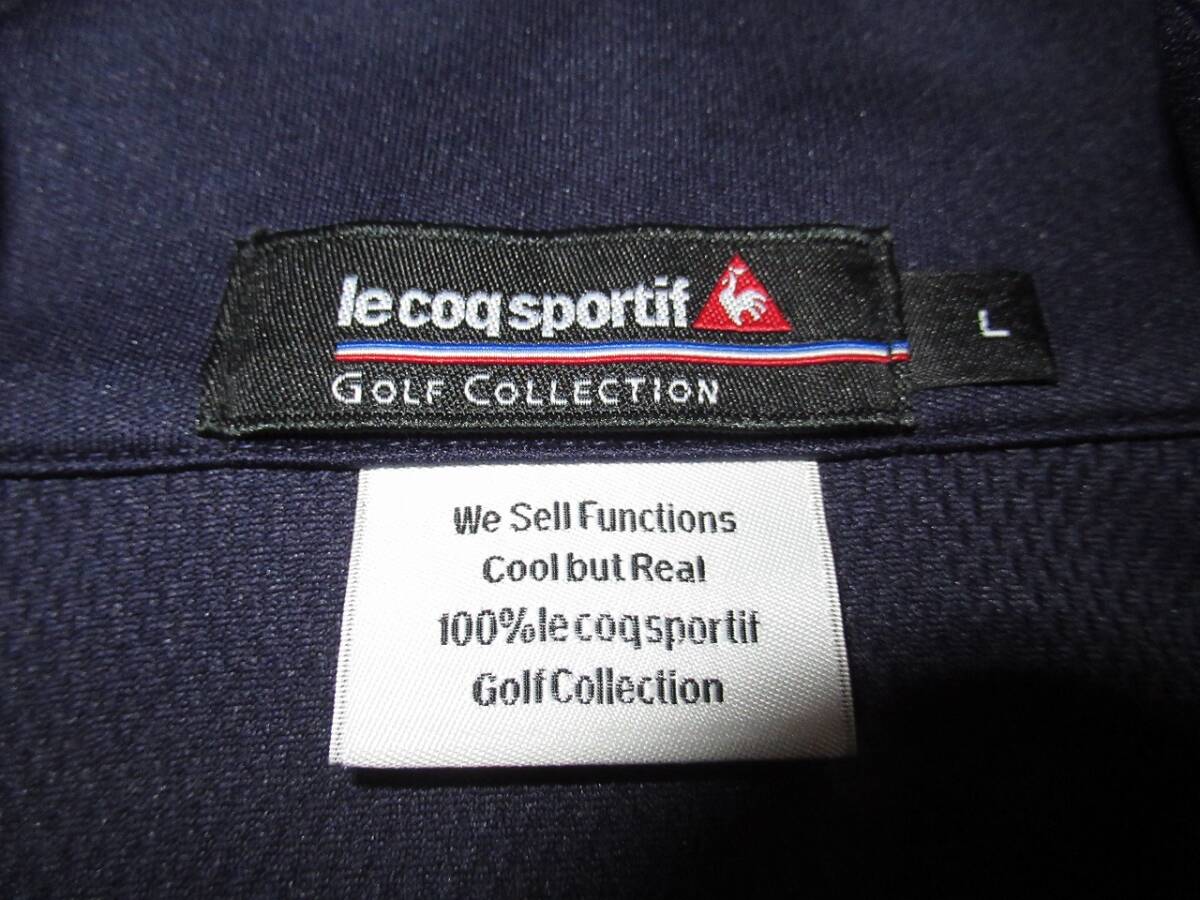 le coq sportif
GOLF COLLECTION
L
We Sell Functions
Cool but Real
100% le coq sportif
Golf Collection